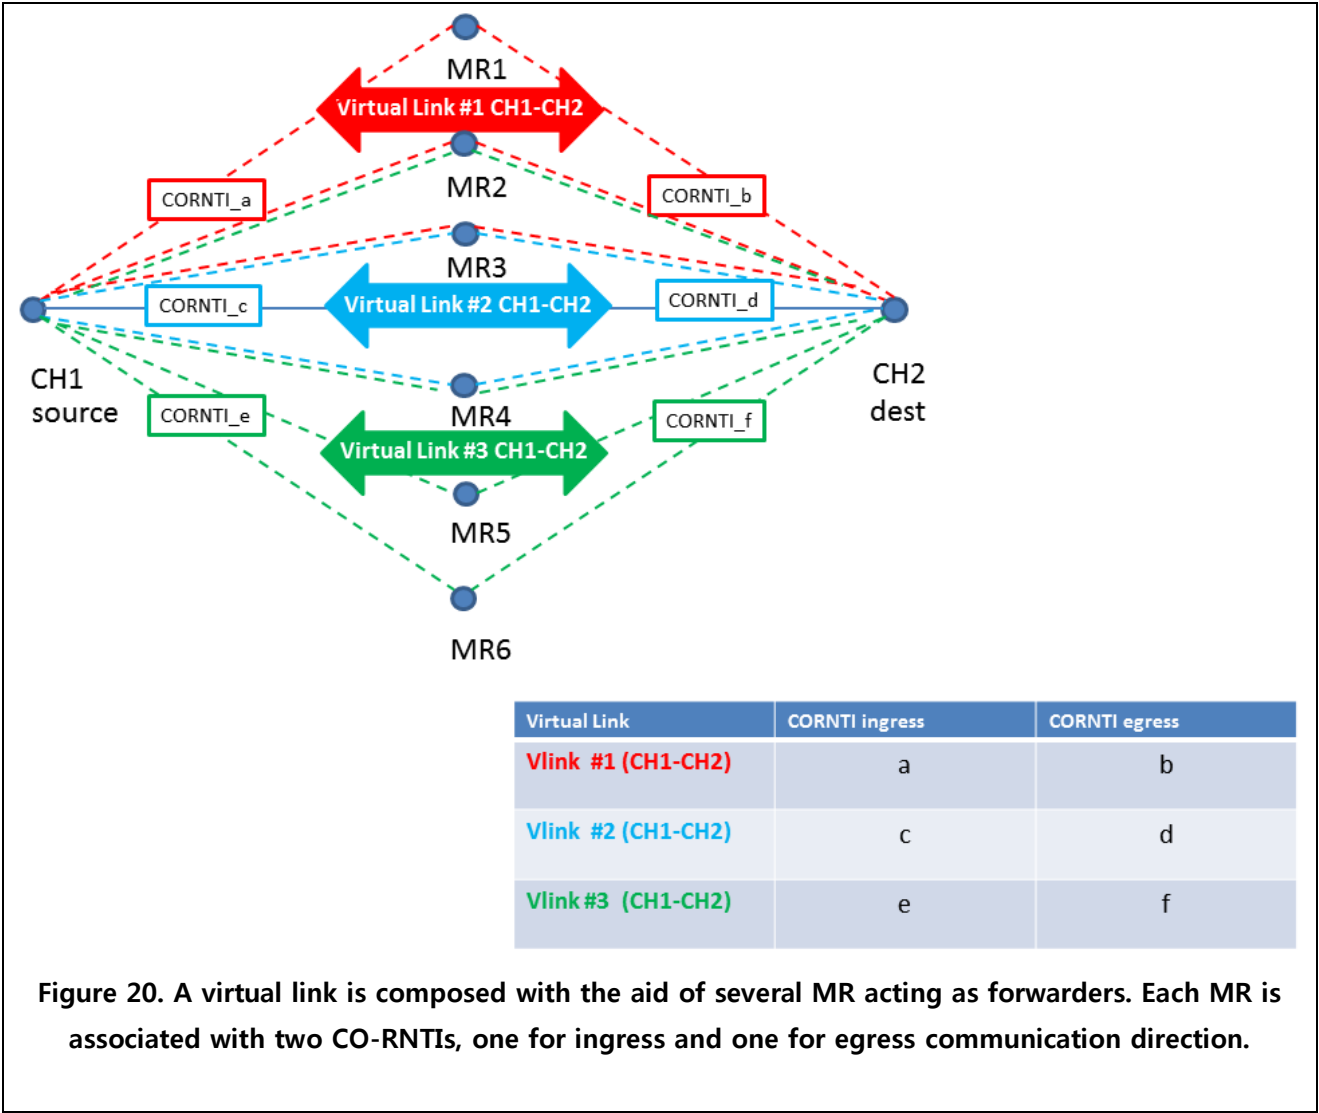 MR1
Virtual Link #1 CH1-CH2
MR2
CORNTI_a
CORNTI_b
MR3
CORNTI_c
Virtual Link #2 CH1-CH2
CORNTI_d
CH1
source
CH2
dest
MR4
CORNTI_e
CORNTI_f
Virtual Link #3 CH1-CH2
MR5
MR6
Virtual Link CORNTI ingress CORNTI egress
Vlink #1 (CH1-CH2) a b
Vlink #2 (CH1-CH2) c d
Vlink #3 (CH1-CH2) e f
Figure 20. A virtual link is composed with the aid of several MR acting as forwarders. Each MR is
associated with two CO-RNTIs, one for ingress and one for egress communication direction.